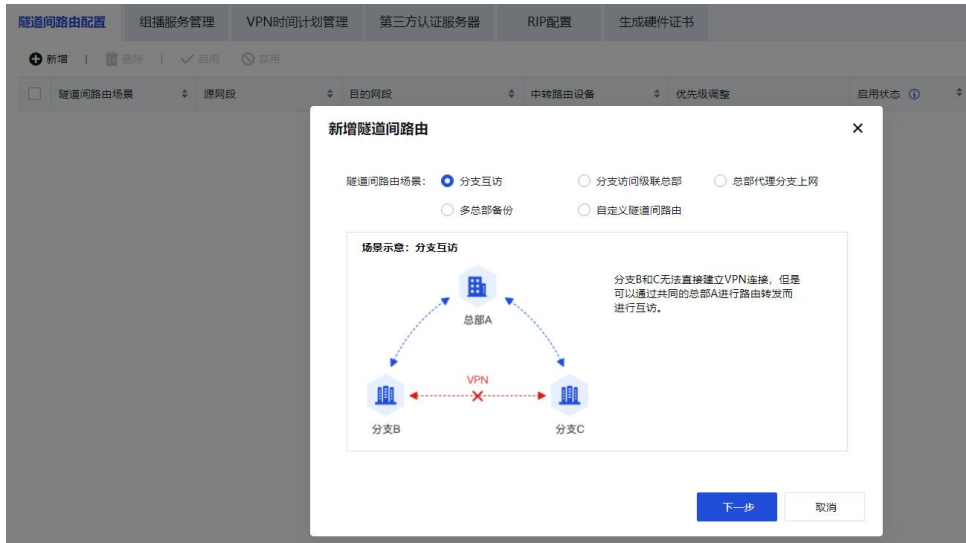 隧道间路由配置 组播服务管理 VPN时间计划管理 第三方认证服务器 RIP配置 生成硬件证书
新增 删除 启用 禁用
隧道间路由场景 源网段 目的网段 中转路由设备 优先级调整 启用状态
新增隧道间路由
隧道间路由场景： 分支互访 分支访问级联总部 总部代理分支上网
多总部备份 自定义隧道间路由
场景示意：分支互访
分支B和C无法直接建立VPN连接，但是
可以通过共同的总部A进行路由转发而
进行互访。
总部A
VPN
分支B 分支C
下一步 取消